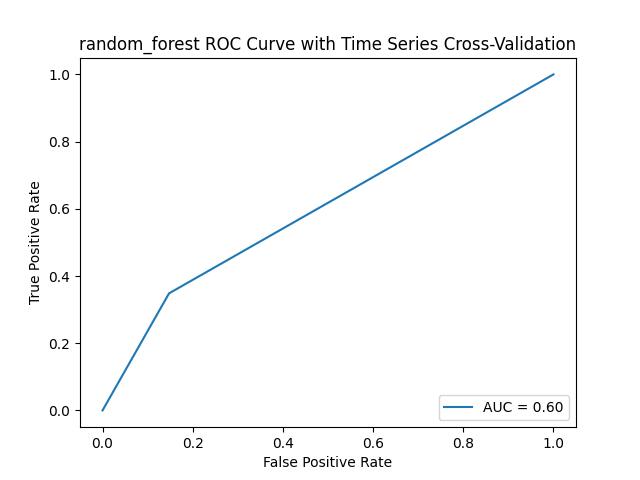 random_forest ROC Curve with Time Series Cross-Validation
True Positive Rate
1.0
0.8
0.6
0.4
0.2
0.0
AUC = 0.60
0.0 0.2 0.4 0.6 0.8 1.0
False Positive Rate